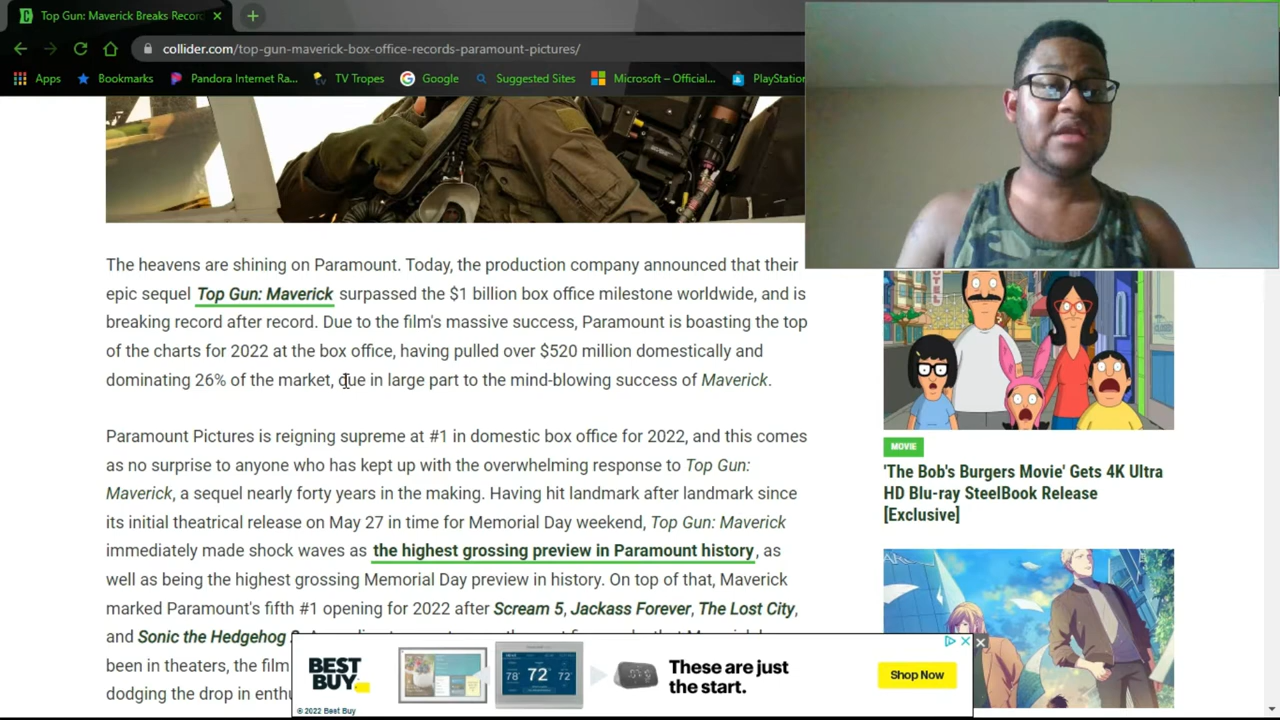 Top Gun: Maverick Breaks Recor
collider.com/top-gun-maverick-box-office-records-paramount-pictures/
Apps
Bookmarks
Pandora Internet Ra...
TV Tropes
Google
Suggested Sites
Microsoft – Official...
PlayStation
The heavens are shining on Paramount. Today, the production company announced that their
epic sequel Top Gun: Maverick surpassed the $1 billion box office milestone worldwide, and is
breaking record after record. Due to the film's massive success, Paramount is boasting the top
of the charts for 2022 at the box office, having pulled over $520 million domestically and
dominating 26% of the market, due in large part to the mind-blowing success of Maverick.
Paramount Pictures is reigning supreme at #1 in domestic box office for 2022, and this comes
as no surprise to anyone who has kept up with the overwhelming response to Top Gun:
Maverick, a sequel nearly forty years in the making. Having hit landmark after landmark since
its initial theatrical release on May 27 in time for Memorial Day weekend, Top Gun: Maverick
immediately made shock waves as the highest grossing preview in Paramount history, as
well as being the highest grossing Memorial Day preview in history. On top of that, Maverick
marked Paramount's fifth #1 opening for 2022 after Scream 5, Jackass Forever, The Lost City,
and Sonic the Hedgehog
been in theaters, the film
dodging the drop in enthu
MOVIE
'The Bob's Burgers Movie' Gets 4K Ultra
HD Blu-ray SteelBook Release
[Exclusive]
BEST
BUY
78°
72°
72°
These are just
the start.
Shop Now
© 2022 Best Buy